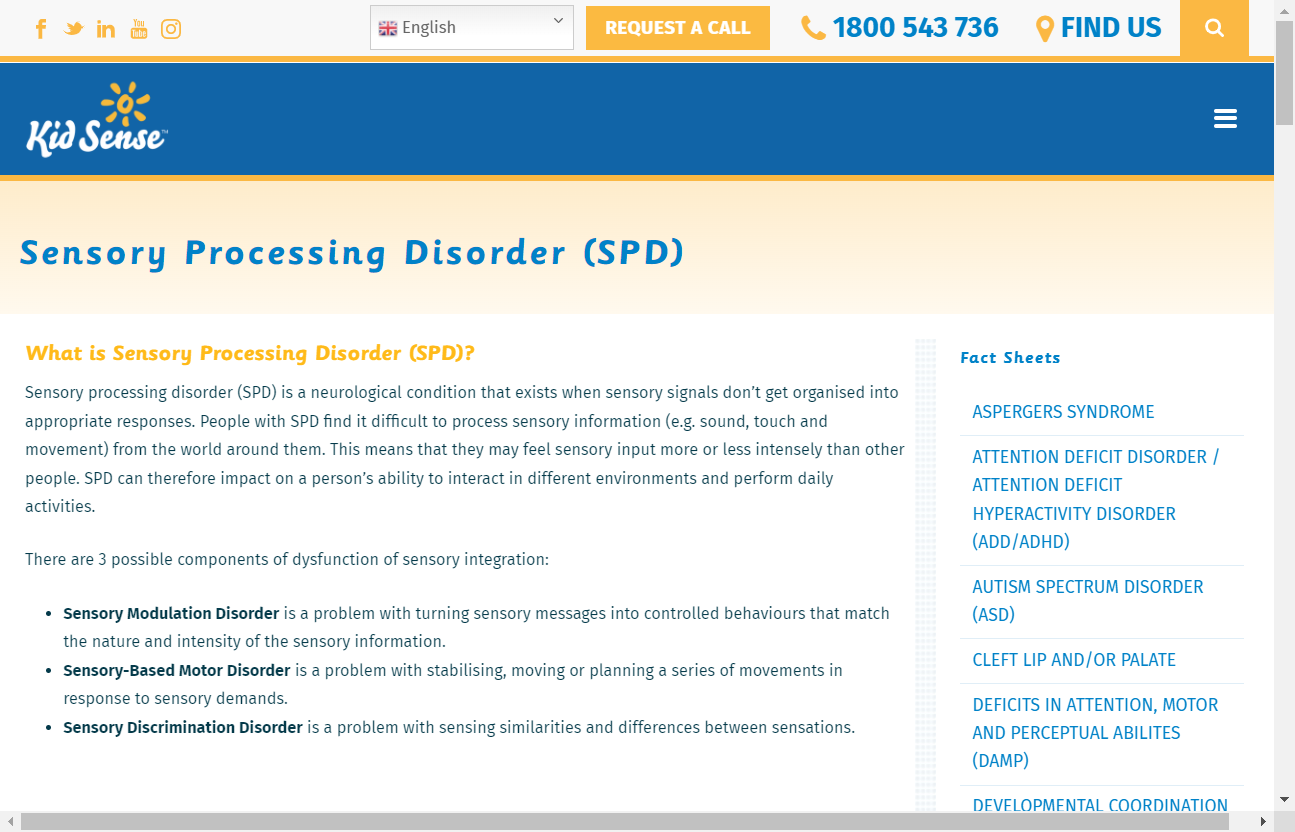 English
REQUEST A CALL
1800 543 736
FIND US
Kid Sense™
Sensory Processing Disorder (SPD)
What is Sensory Processing Disorder (SPD)?
Sensory processing disorder (SPD) is a neurological condition that exists when sensory signals don’t get organised into
appropriate responses. People with SPD find it difficult to process sensory information (e.g. sound, touch and
movement) from the world around them. This means that they may feel sensory input more or less intensely than other
people. SPD can therefore impact on a person’s ability to interact in different environments and perform daily
activities.
There are 3 possible components of dysfunction of sensory integration:
• Sensory Modulation Disorder is a problem with turning sensory messages into controlled behaviours that match
the nature and intensity of the sensory information.
• Sensory-Based Motor Disorder is a problem with stabilising, moving or planning a series of movements in
response to sensory demands.
• Sensory Discrimination Disorder is a problem with sensing similarities and differences between sensations.
Fact Sheets
ASPERGERS SYNDROME
ATTENTION DEFICIT DISORDER /
ATTENTION DEFICIT
HYPERACTIVITY DISORDER
(ADD/ADHD)
AUTISM SPECTRUM DISORDER
(ASD)
CLEFT LIP AND/OR PALATE
DEFICITS IN ATTENTION, MOTOR
AND PERCEPTUAL ABILITES
(DAMP)
DEVELOPMENTAL COORDINATION